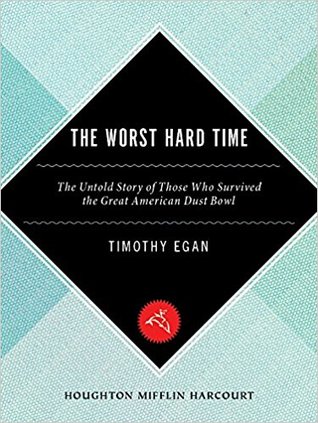 THE WORST HARD TIME
The Untold Story of Those Who Survived
the Great American Dust Bowl
TIMOTHY EGAN
HOUGHTON MIFFLIN HARCOURT